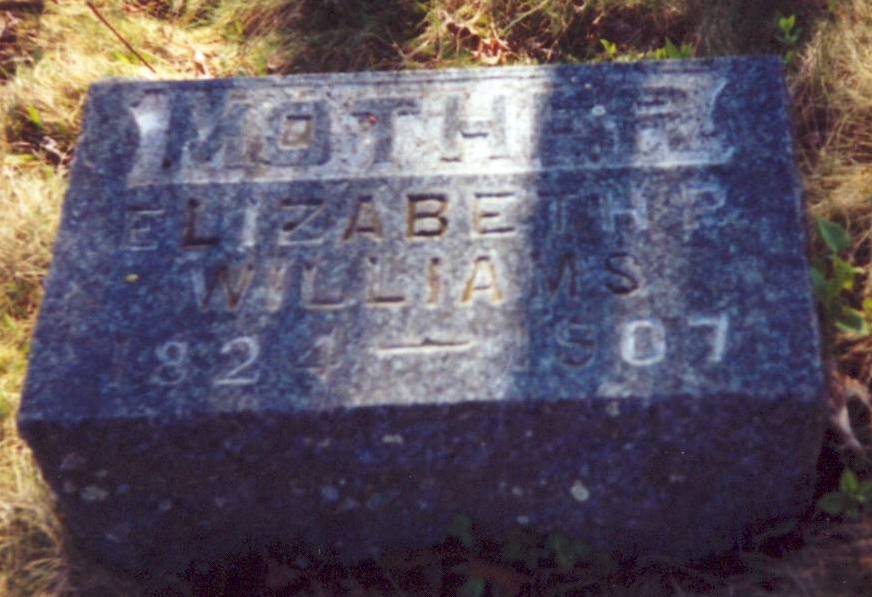 MOTHER
ELIZABETH P.
WILLIAMS
1824 — 1907